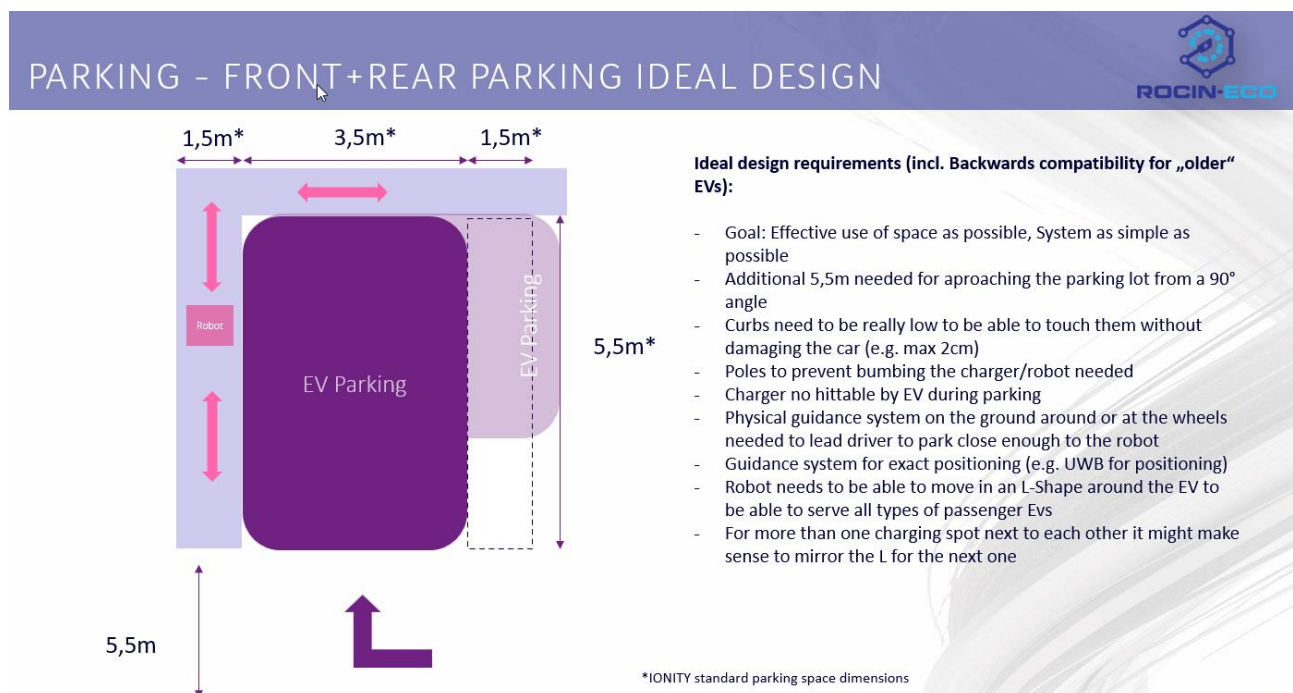 PARKING - FRONT+REAR PARKING IDEAL DESIGN
ROCIN-ECO
1,5m*
3,5m*
1,5m*
Robot
EV Parking
EV Parking
5,5m*
5,5m
Ideal design requirements (incl. Backwards compatibility for „older“
EVs):
- Goal: Effective use of space as possible, System as simple as
possible
- Additional 5,5m needed for aproaching the parking lot from a 90°
angle
- Curbs need to be really low to be able to touch them without
damaging the car (e.g. max 2cm)
- Poles to prevent bumbing the charger/robot needed
- Charger no hittable by EV during parking
- Physical guidance system on the ground around or at the wheels
needed to lead driver to park close enough to the robot
- Guidance system for exact positioning (e.g. UWB for positioning)
- Robot needs to be able to move in an L-Shape around the EV to
be able to serve all types of passenger Evs
- For more than one charging spot next to each other it might make
sense to mirror the L for the next one
*IONITY standard parking space dimensions